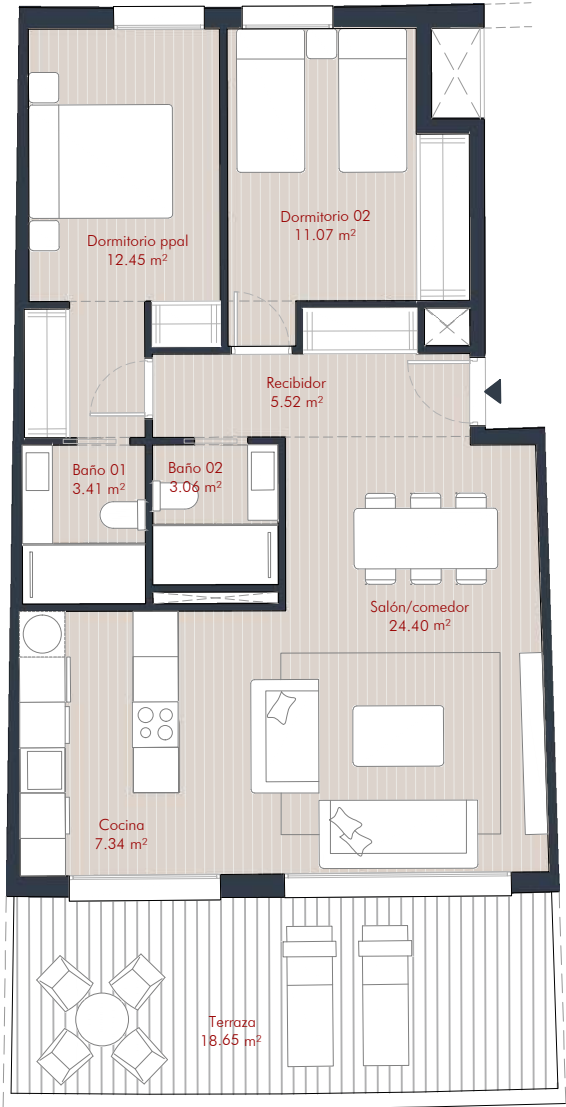 Dormitorio ppal
12.45 m²
Dormitorio 02
11.07 m²
Recibidor
5.52 m²
Baño 01
3.41 m²
Baño 02
3.06 m²
Salón/comedor
24.40 m²
Cocina
7.34 m²
Terraza
18.65 m²